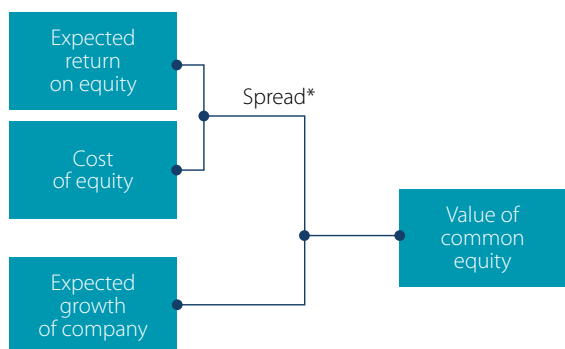 Expected
return
on equity
Spread*
Cost
of equity
Value of
common
equity
Expected
growth
of company